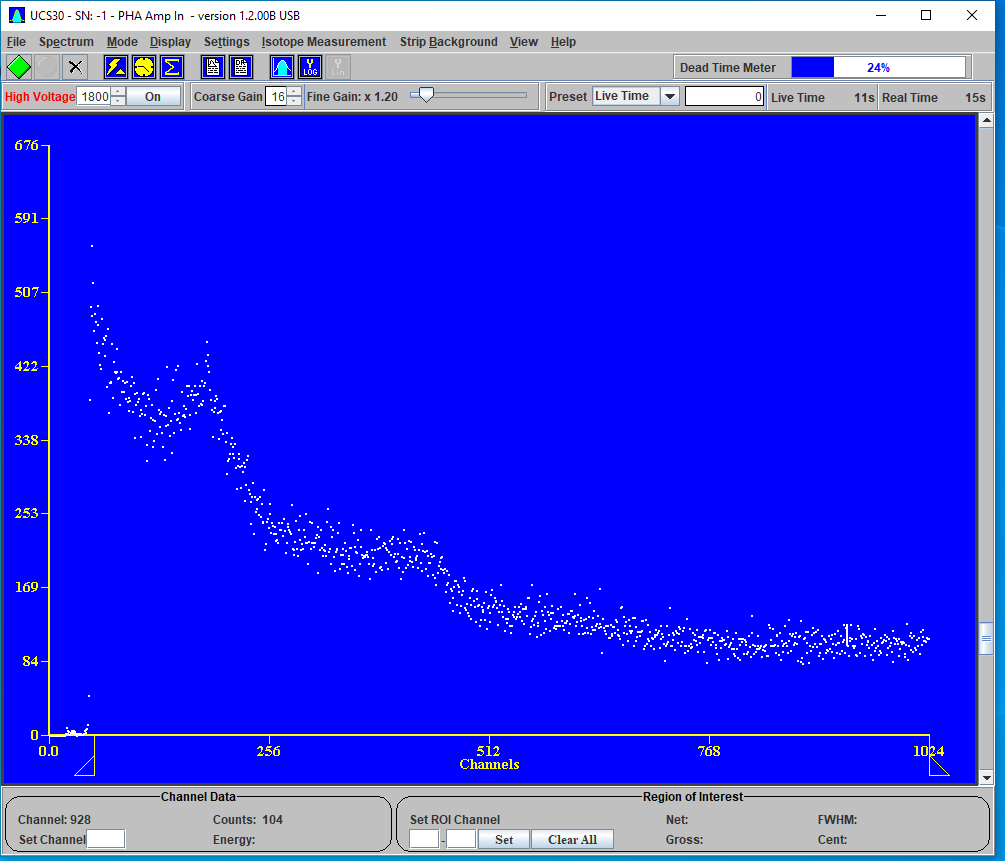 UCS30 - SN: -1 - PHA Amp In - version 1.2.00B USB
File Spectrum Mode Display Settings Isotope Measurement Strip Background View Help
Y LOG Y Lin Dead Time Meter 24%
High Voltage 1800 On Coarse Gain 16 Fine Gain: x 1.20 Preset Live Time 0 Live Time 11s Real Time 15s
676
591
507
422
338
253
169
84
0
0.0 256 512 768 1024
Channels
Channel Data Region of Interest
Channel: 928 Counts: 104 Set ROI Channel Net: FWHM:
Set Channel Energy: - Set Clear All Gross: Cent: